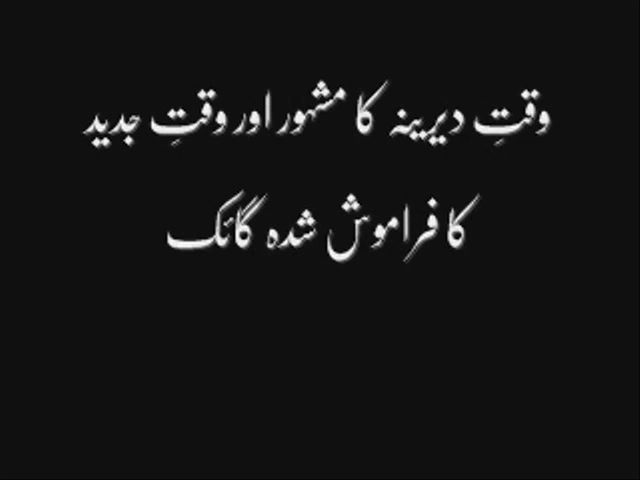 وقتِ دیرینہ کا مشہور اور وقتِ جدید
کا فراموش شدہ گائک